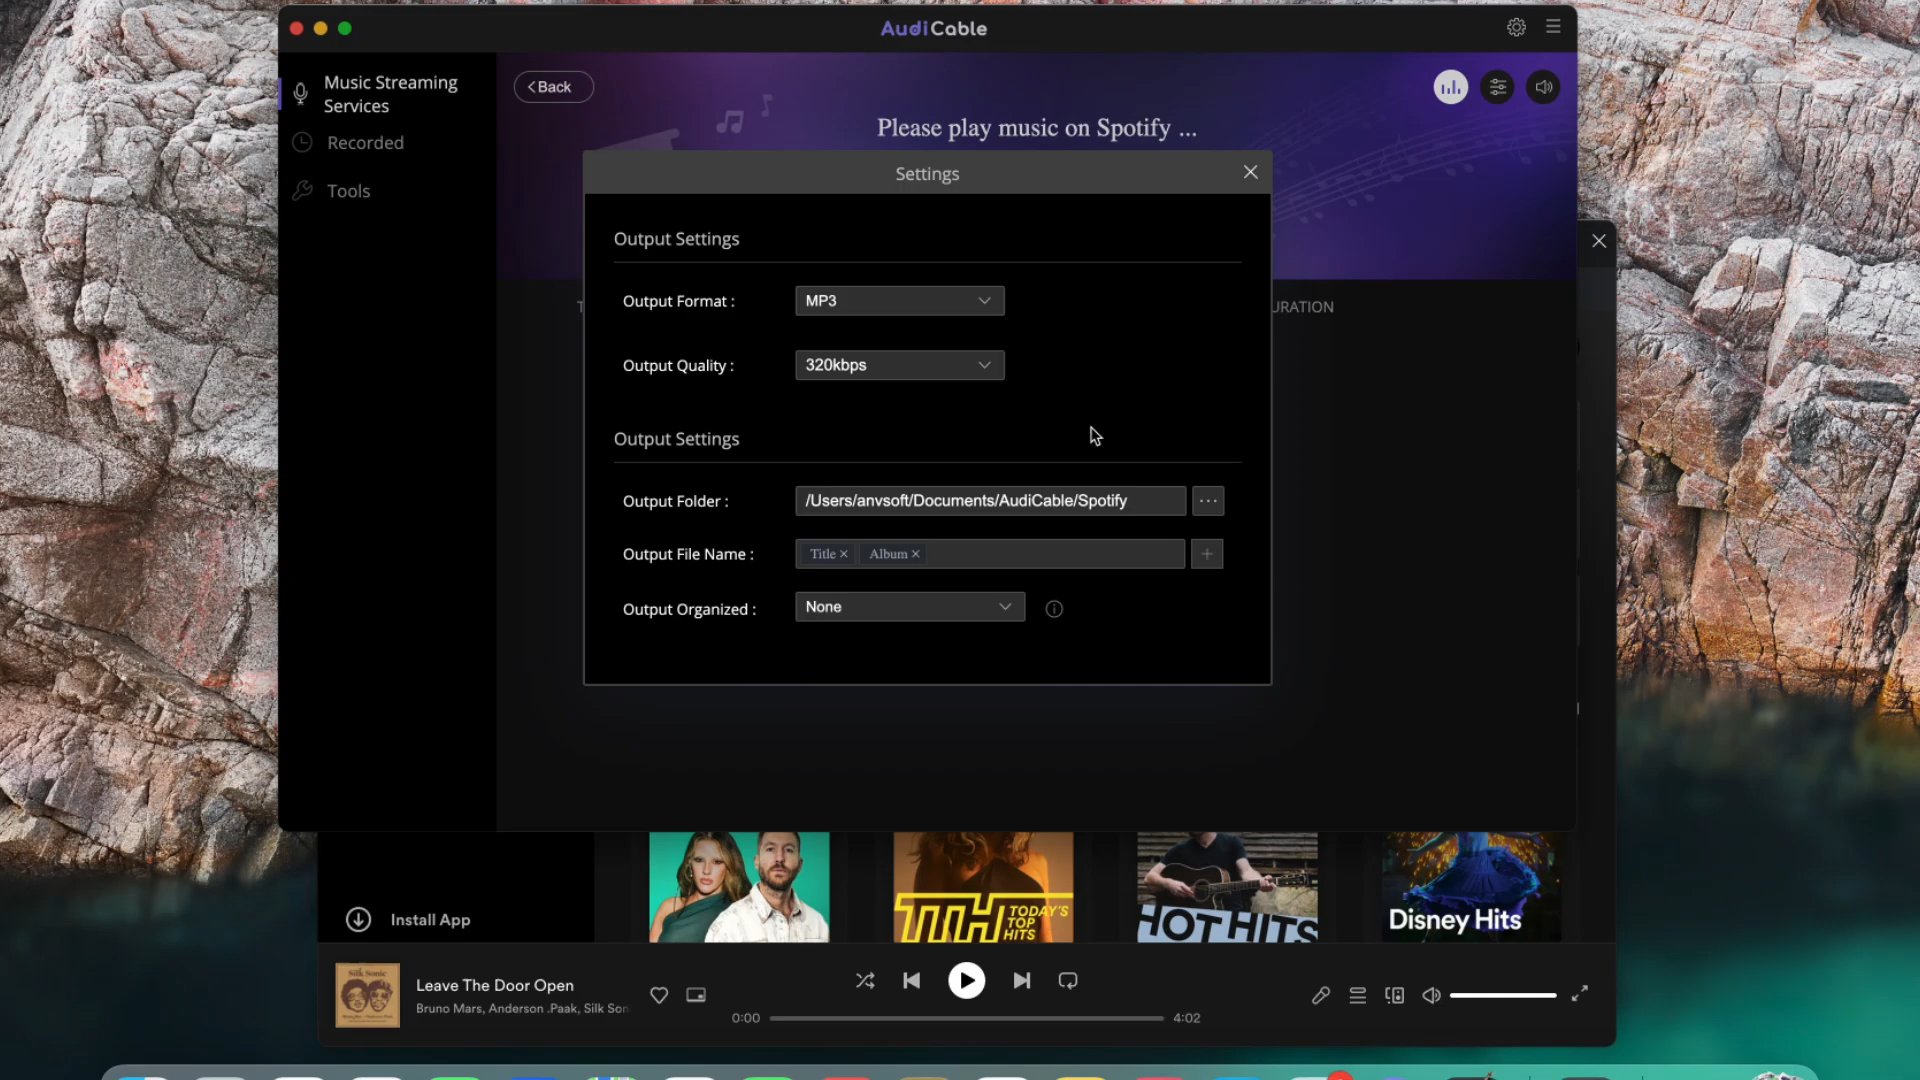 AudiCable
Music Streaming
Services
Recorded
Tools
<Back
Please play music on Spotify ...
Settings
Output Settings
Output Format :
MP3
Output Quality :
320kbps
URATION
Output Settings
Output Folder :
/Users/anvsoft/Documents/AudiCable/Spotify
...
Output File Name :
Title ×
Album ×
+
Output Organized :
None
Install App
TODAY'S
TOP
HITS
HOT HITS
Disney Hits
Silk Sonic
Leave The Door Open
Bruno Mars, Anderson .Paak, Silk Son
0:00
4:02